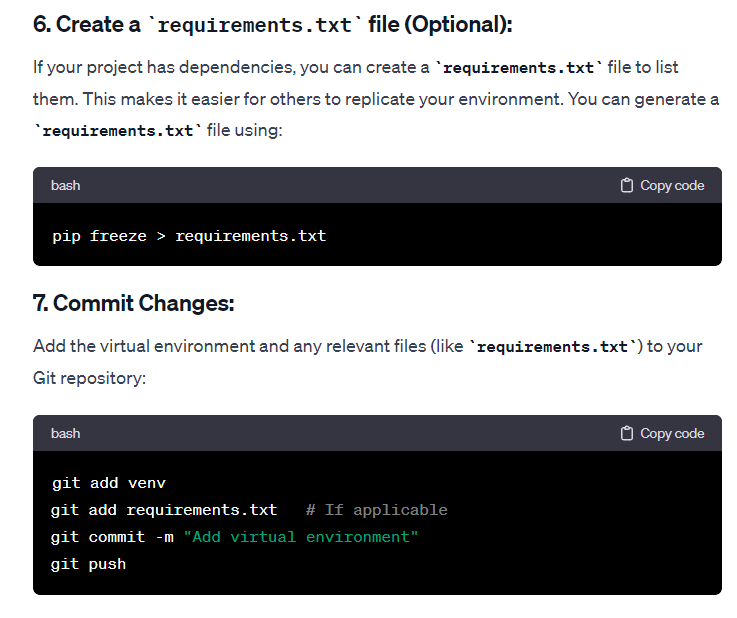 6. Create a `requirements.txt` file (Optional):
If your project has dependencies, you can create a `requirements.txt` file to list
them. This makes it easier for others to replicate your environment. You can generate a
`requirements.txt` file using:
bash Copy code
pip freeze > requirements.txt
7. Commit Changes:
Add the virtual environment and any relevant files (like `requirements.txt`) to your
Git repository:
bash Copy code
git add venv
git add requirements.txt   # If applicable
git commit -m "Add virtual environment"
git push